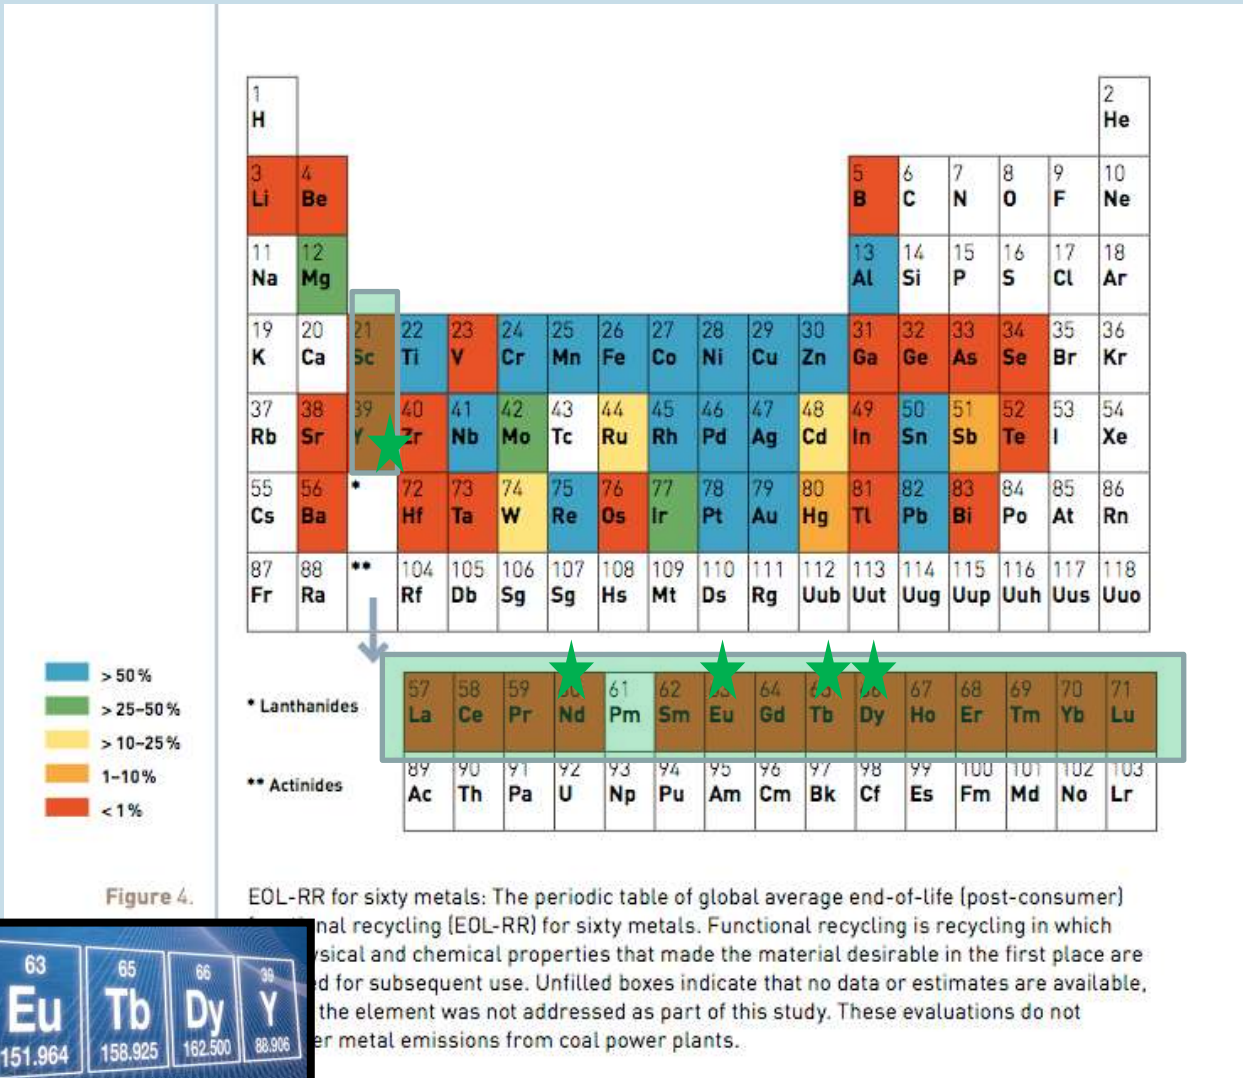 1 2
H He
3 4 5 6 7 8 9 10
Li Be B C N O F Ne
11 12 13 14 15 16 17 18
Na Mg Al Si P S Cl Ar
19 20 21 22 23 24 25 26 27 28 29 30 31 32 33 34 35 36
K Ca Sc Ti V Cr Mn Fe Co Ni Cu Zn Ga Ge As Se Br Kr
37 38 39 40 41 42 43 44 45 46 47 48 49 50 51 52 53 54
Rb Sr Y Zr Nb Mo Tc Ru Rh Pd Ag Cd In Sn Sb Te I Xe
55 56 * 72 73 74 75 76 77 78 79 80 81 82 83 84 85 86
Cs Ba Hf Ta W Re Os Ir Pt Au Hg Tl Pb Bi Po At Rn
87 88 ** 104 105 106 107 108 109 110 111 112 113 114 115 116 117 118
Fr Ra Rf Db Sg Sg Hs Mt Ds Rg Uub Uut Uug Uup Uuh Uus Uuo
> 50 %
> 25-50 %
> 10-25 %
1-10 %
< 1 %
* Lanthanides
57 58 59 61 62 64 67 68 69 70 71
La Ce Pr Nd Pm Sm Eu Gd Tb Dy Ho Er Tm Yb Lu
** Actinides
89 90 91 92 93 94 95 96 97 98 99 100 101 102 103
Ac Th Pa U Np Pu Am Cm Bk Cf Es Fm Md No Lr
Figure 4.
EOL-RR for sixty metals: The periodic table of global average end-of-life (post-consumer)
nal recycling (EOL-RR) for sixty metals. Functional recycling is recycling in which
ysical and chemical properties that made the material desirable in the first place are
d for subsequent use. Unfilled boxes indicate that no data or estimates are available,
the element was not addressed as part of this study. These evaluations do not
er metal emissions from coal power plants.
63 65 66 39
Eu Tb Dy Y
151.964 158.925 162.500 88.906